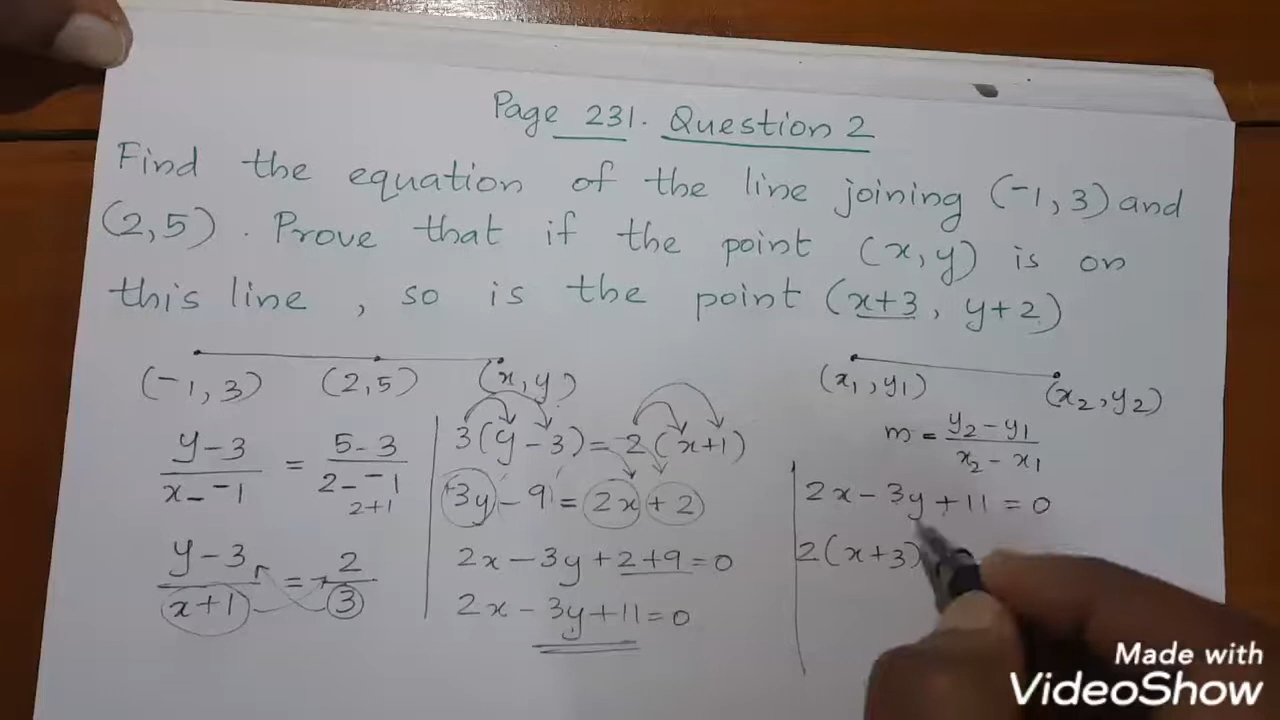 Page 231. Question 2
Find the equation of the line joining (-1, 3) and
(2, 5). Prove that if the point (x, y) is on
this line, so is the point (x+3, y+2)
(-1, 3) (2, 5) (x, y)
y-3 / x--1 = 5-3 / 2--1
2+1
y-3 / x+1 = +2 / 3
3(y-3) = 2(x+1)
+3y - 9 = 2x + 2
2x - 3y + 2 + 9 = 0
2x - 3y + 11 = 0
(x1, y1) (x2, y2)
m = y2 - y1 / x2 - x1
2x - 3y + 11 = 0
2(x+3)
Made with
VideoShow